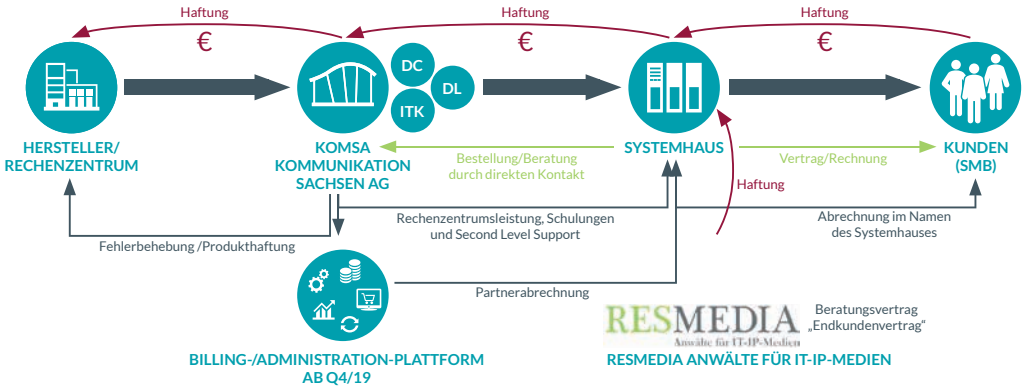 Haftung
Haftung
Haftung
€
€
€
DC
DL
ITK
HERSTELLER/
RECHENZENTRUM
KOMSA
KOMMUNIKATION
SACHSEN AG
SYSTEMHAUS
KUNDEN
(SMB)
Bestellung/Beratung
durch direkten Kontakt
Vertrag/Rechnung
Haftung
Fehlerbehebung /Produkthaftung
Rechenzentrumsleistung, Schulungen
und Second Level Support
Abrechnung im Namen
des Systemhauses
Partnerabrechnung
RESMEDIA
Anwälte für IT-IP-Medien
Beratungsvertrag
„Endkundenvertrag“
BILLING-/ADMINISTRATION-PLATTFORM
AB Q4/19
RESMEDIA ANWÄLTE FÜR IT-IP-MEDIEN